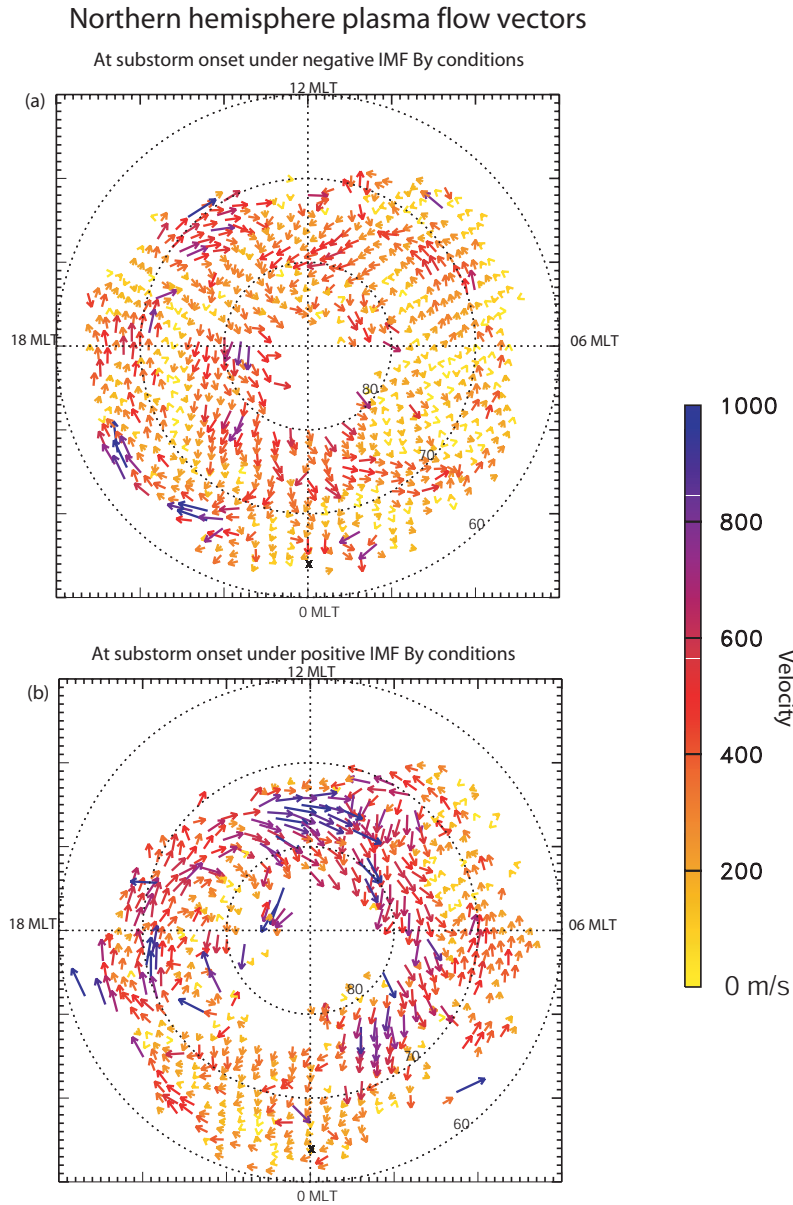 Northern hemisphere plasma flow vectors
At substorm onset under negative IMF By conditions
(a)
12 MLT
18 MLT
06 MLT
80
70
60
x
0 MLT
1000
800
600
400
200
0 m/s
Velocity
At substorm onset under positive IMF By conditions
(b)
12 MLT
18 MLT
06 MLT
80
70
60
x
0 MLT